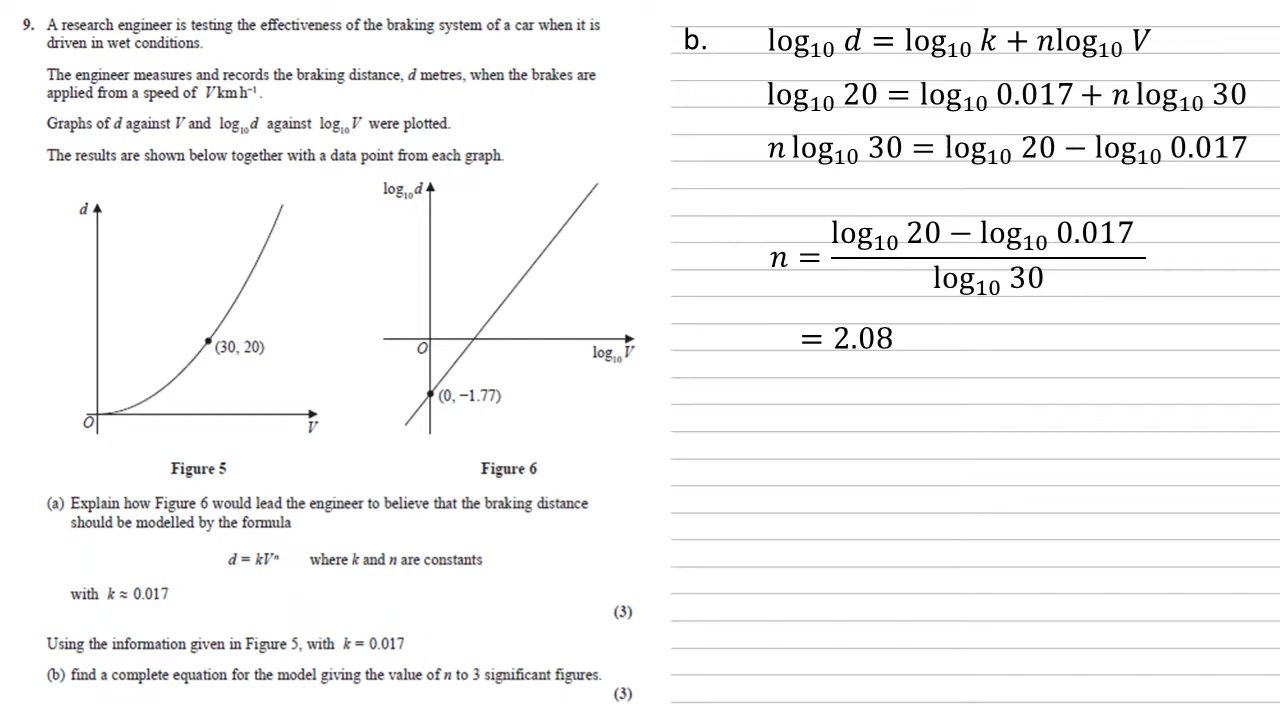 9. A research engineer is testing the effectiveness of the braking system of a car when it is
driven in wet conditions.
The engineer measures and records the braking distance, d metres, when the brakes are
applied from a speed of V km h⁻¹.
Graphs of d against V and log₁₀d against log₁₀V were plotted.
The results are shown below together with a data point from each graph.
d
(30, 20)
O
V
Figure 5
log₁₀d
O
log₁₀V
(0, −1.77)
Figure 6
(a) Explain how Figure 6 would lead the engineer to believe that the braking distance
should be modelled by the formula
d = kVⁿ where k and n are constants
with k ≈ 0.017
(3)
Using the information given in Figure 5, with k = 0.017
(b) find a complete equation for the model giving the value of n to 3 significant figures.
(3)
b. log₁₀ d = log₁₀ k + nlog₁₀ V
log₁₀ 20 = log₁₀ 0.017 + n log₁₀ 30
n log₁₀ 30 = log₁₀ 20 − log₁₀ 0.017
n = (log₁₀ 20 − log₁₀ 0.017) / (log₁₀ 30)
= 2.08